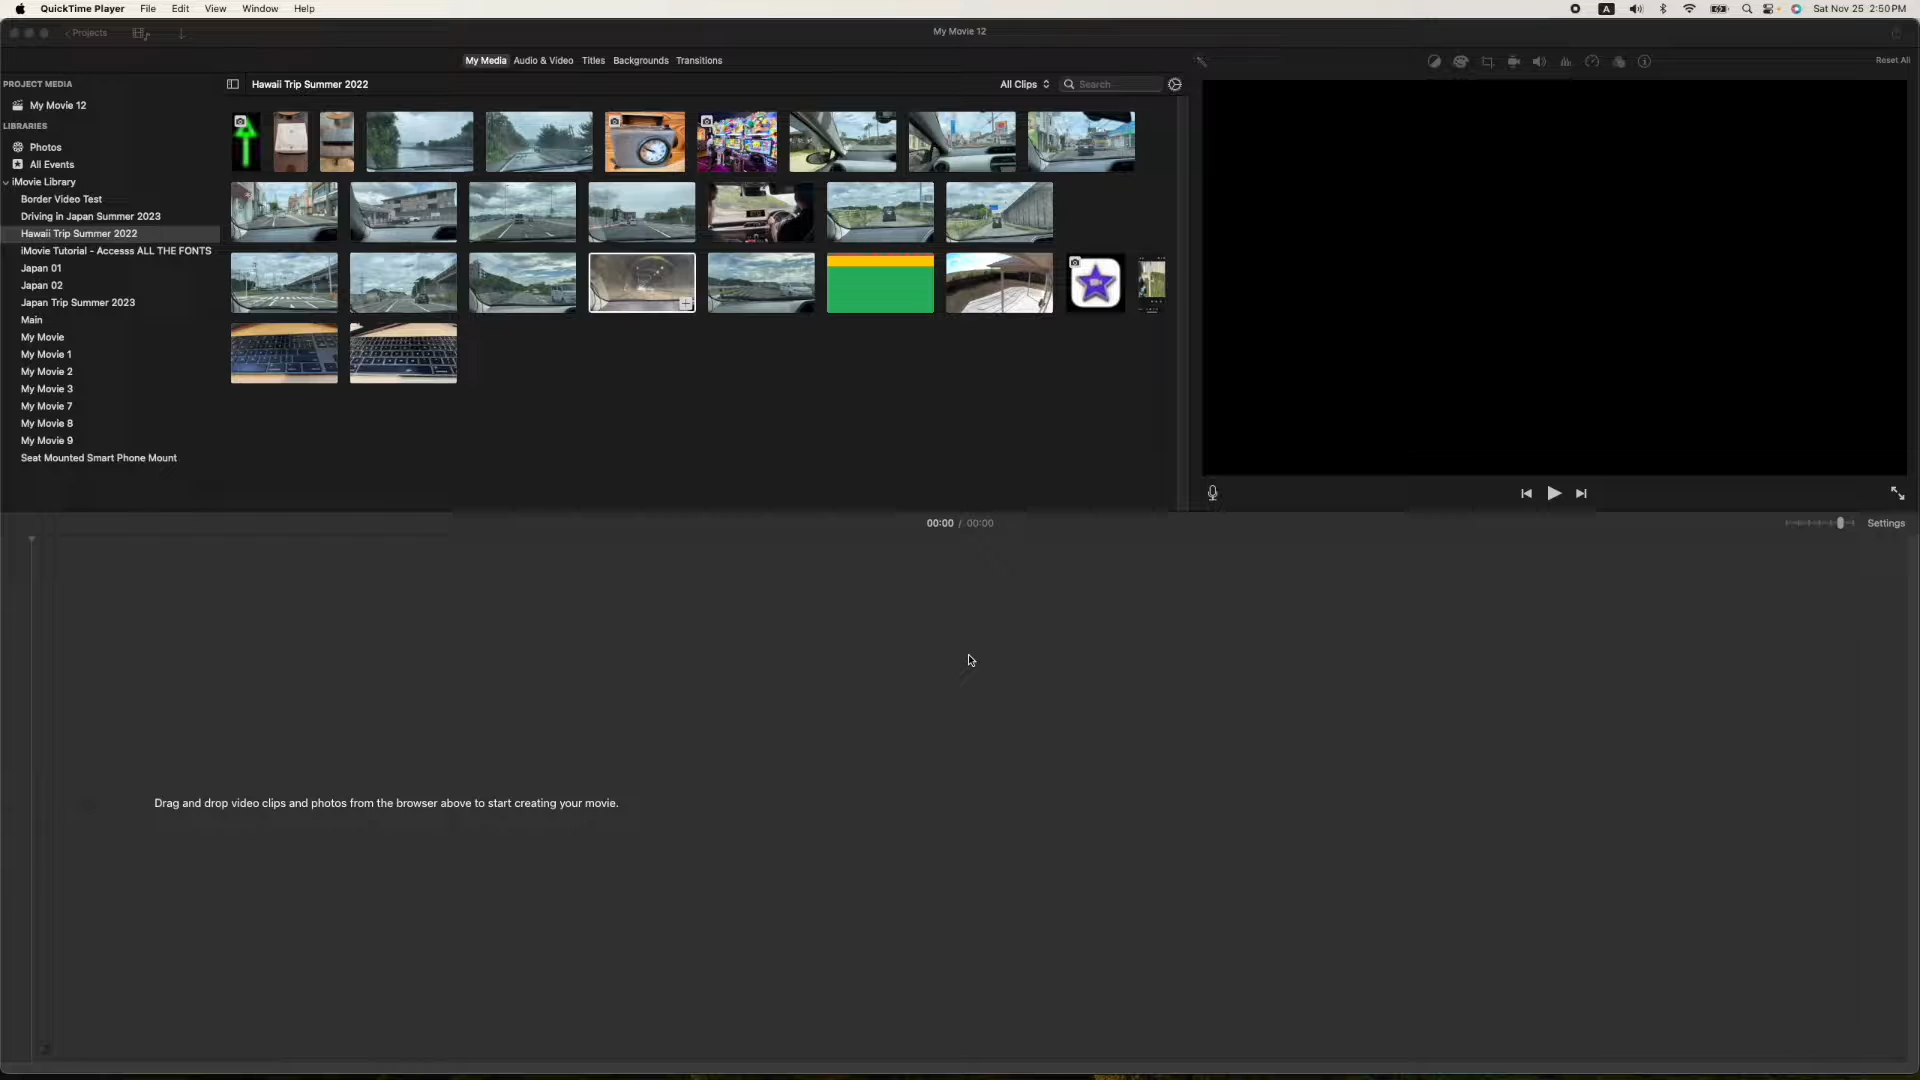 QuickTime Player File Edit View Window Help
A Sat Nov 25 2:50PM
Projects
My Movie 12
My Media Audio & Video Titles Backgrounds Transitions
Reset All
PROJECT MEDIA
My Movie 12
LIBRARIES
Photos
All Events
iMovie Library
Border Video Test
Driving in Japan Summer 2023
Hawaii Trip Summer 2022
iMovie Tutorial - Accesss ALL THE FONTS
Japan 01
Japan 02
Japan Trip Summer 2023
Main
My Movie
My Movie 1
My Movie 2
My Movie 3
My Movie 7
My Movie 8
My Movie 9
Seat Mounted Smart Phone Mount
Hawaii Trip Summer 2022
All Clips
Search
00:00 / 00:00
Settings
Drag and drop video clips and photos from the browser above to start creating your movie.